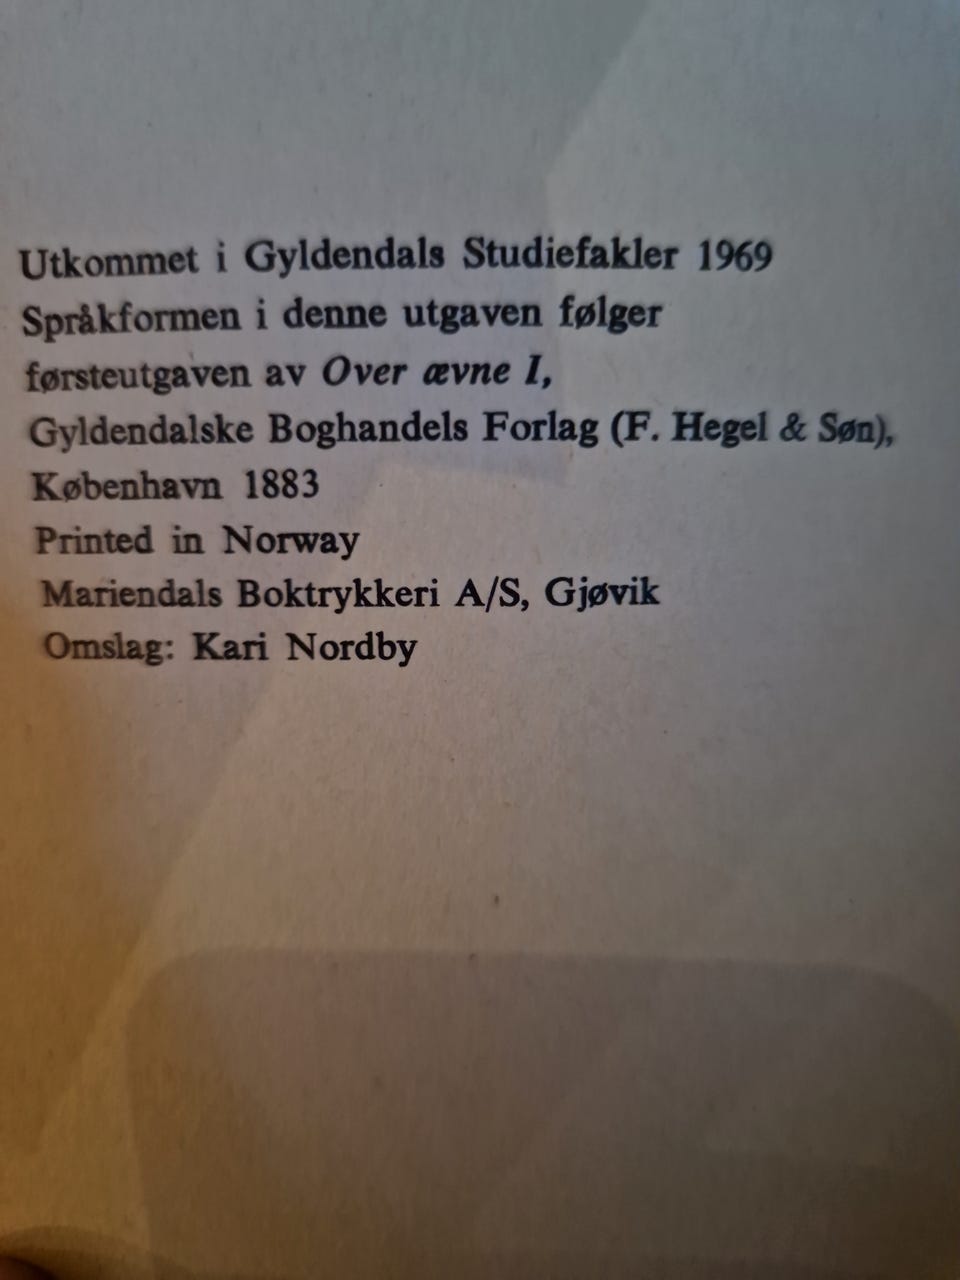 Utkommet i Gyldendals Studiefakler 1969
Språkformen i denne utgaven følger
førsteutgaven av Over ævne I,
Gyldendalske Boghandels Forlag (F. Hegel & Søn),
København 1883
Printed in Norway
Mariendals Boktrykkeri A/S, Gjøvik
Omslag: Kari Nordby